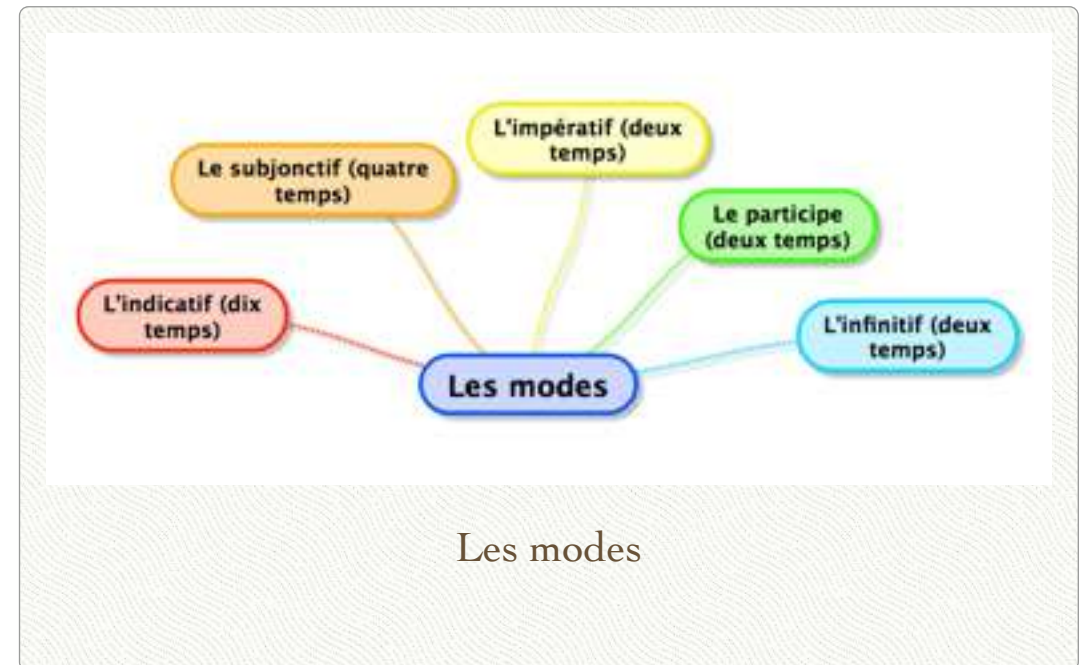 L'impératif (deux
temps)
Le subjonctif (quatre
temps)
Le participe
(deux temps)
L'indicatif (dix
temps)
L'infinitif (deux
temps)
Les modes
Les modes